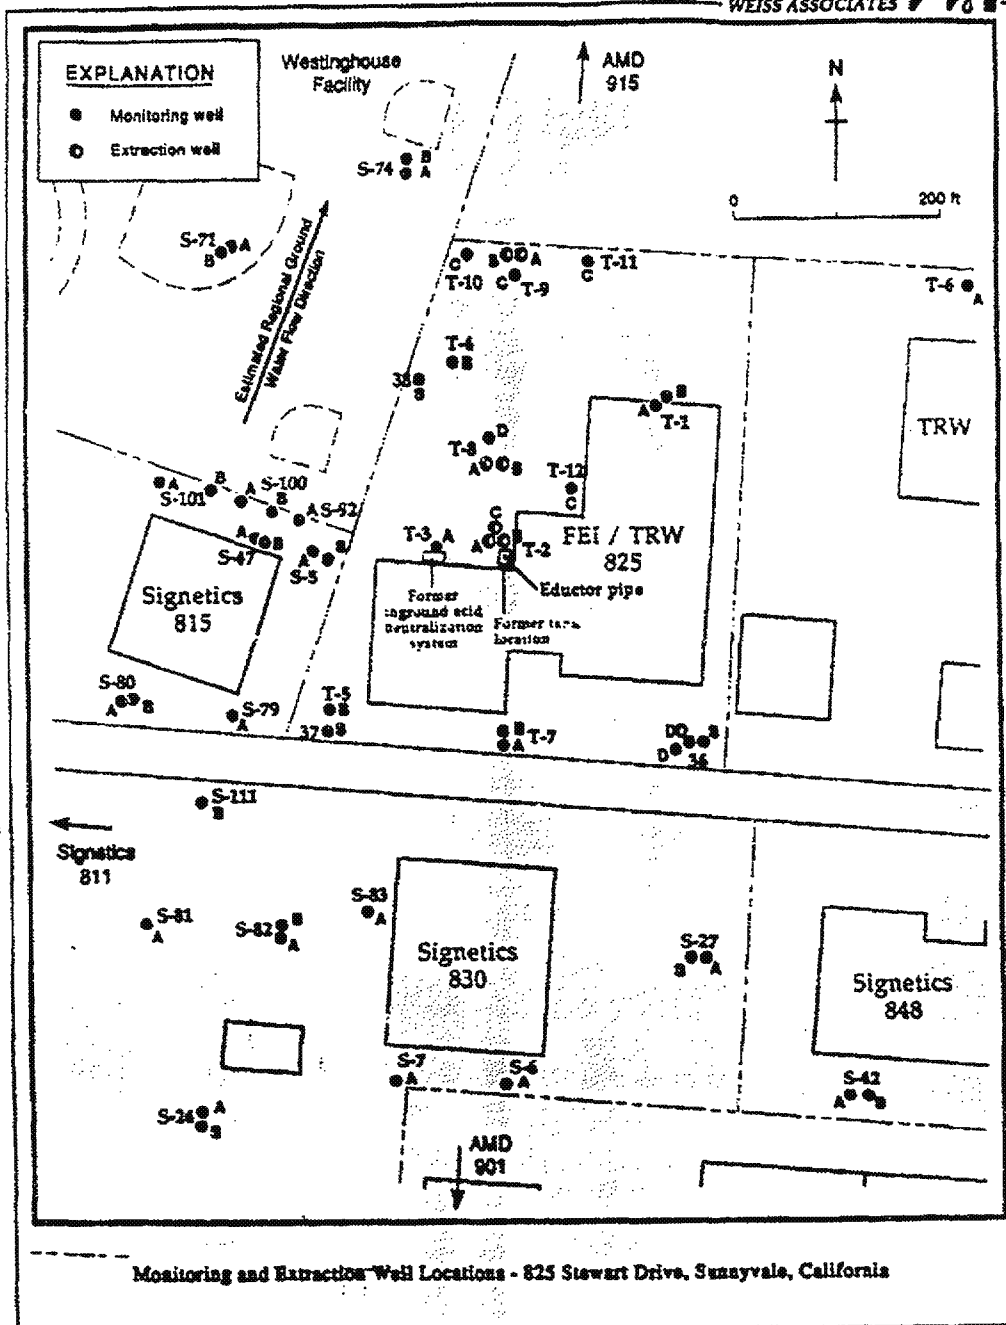 WEISS ASSOCIATES
EXPLANATION
Monitoring well
Extraction well
Westinghouse
Facility
AMD
915
N
0
200 ft
S-74
B
A
S-71
A
B
Estimated Regional Ground
Water Flow Direction
C
T-10
B
A
C
T-9
T-11
C
T-6
A
T-4
B
38
B
A
B
T-1
TRW
T-8
D
A
B
T-12
C
A
S-101
B
A
S-100
B
A
S-92
A
B
S-47
A
B
S-5
T-3
A
C
A
B
T-2
FEI / TRW
825
Eductor pipe
Signetics
815
Former
inground acid
neutralization
system
Former tank
location
S-80
A
B
S-79
A
T-5
B
37
B
B
A
T-7
DD
B
D
36
S-111
B
Signetics
811
S-81
A
S-82
B
A
S-83
A
Signetics
830
S-27
B
A
Signetics
848
S-7
A
S-6
A
S-42
A
B
S-24
A
B
AMD
901
Monitoring and Extraction Well Locations - 825 Stewart Drive, Sunnyvale, California